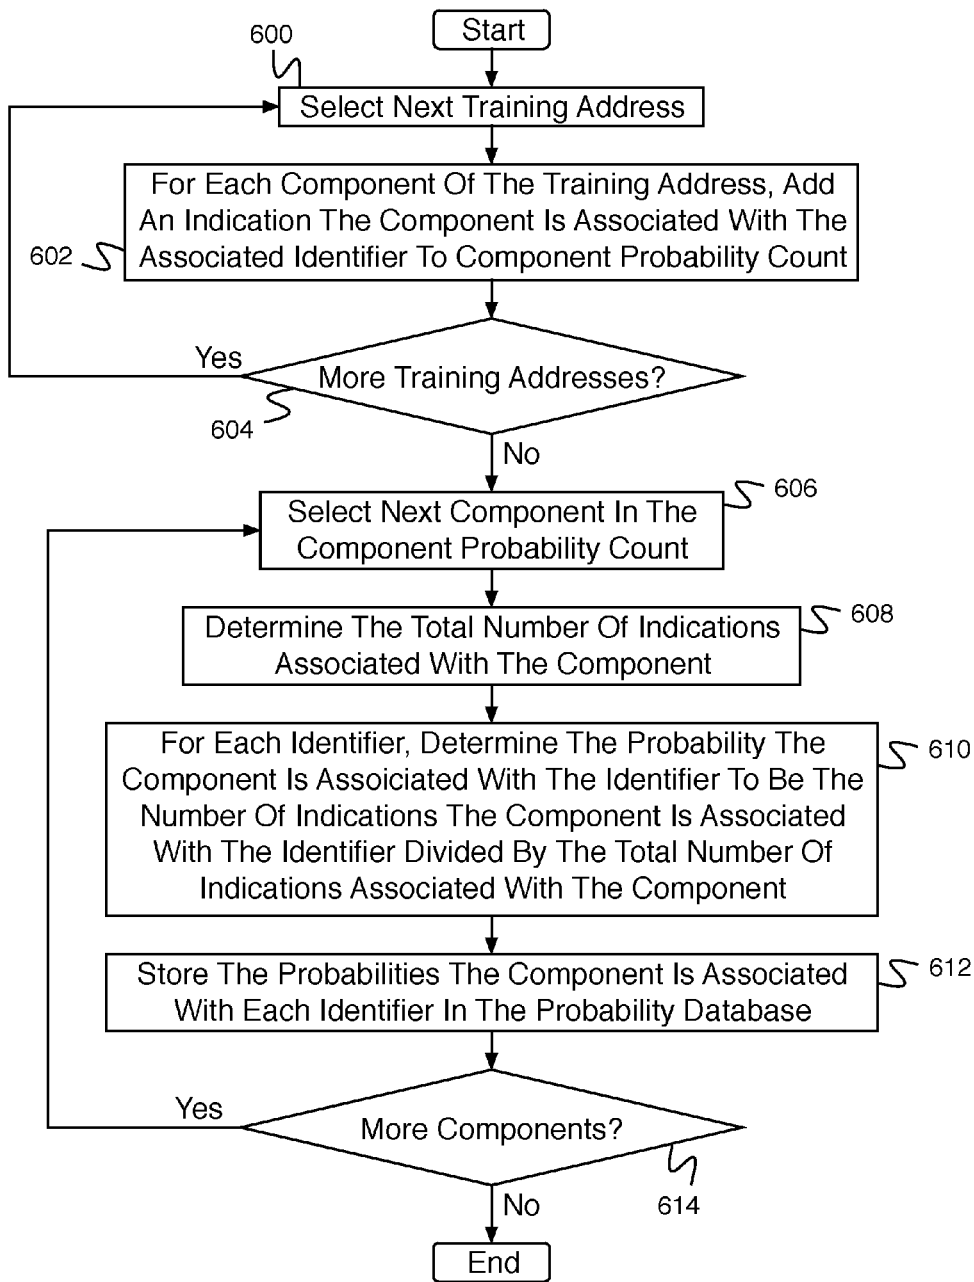 Start
600
Select Next Training Address
For Each Component Of The Training Address, Add
An Indication The Component Is Associated With The
Associated Identifier To Component Probability Count
602
Yes
More Training Addresses?
604
No
606
Select Next Component In The
Component Probability Count
608
Determine The Total Number Of Indications
Associated With The Component
For Each Identifier, Determine The Probability The
Component Is Assoiciated With The Identifier To Be The
Number Of Indications The Component Is Associated
With The Identifier Divided By The Total Number Of
Indications Associated With The Component
610
Store The Probabilities The Component Is Associated
With Each Identifier In The Probability Database
612
Yes
More Components?
614
No
End